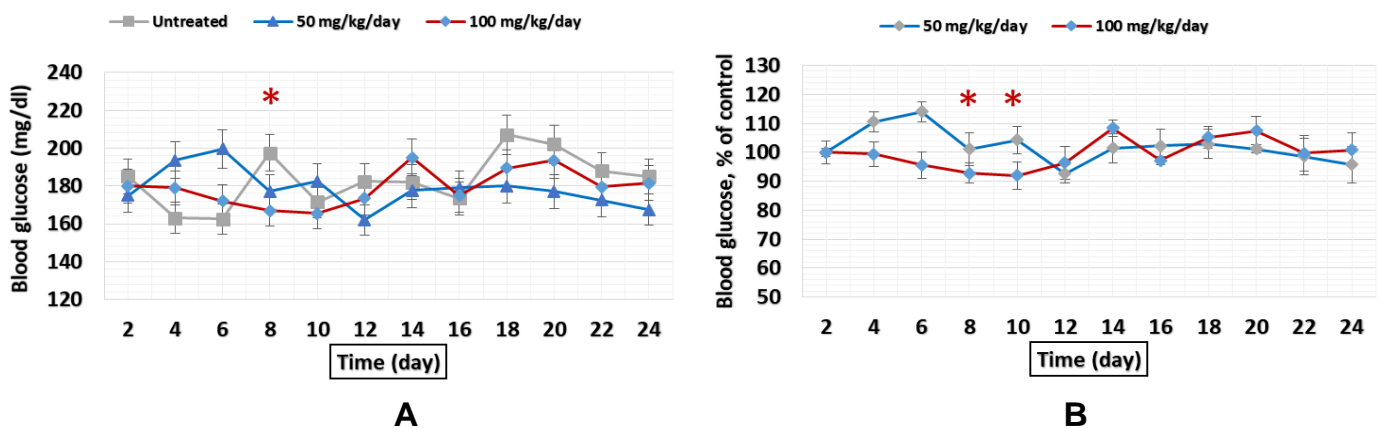 Untreated 50 mg/kg/day 100 mg/kg/day
Blood glucose (mg/dl)
240
220
200
180
160
140
120
*
2 4 6 8 10 12 14 16 18 20 22 24
Time (day)
A
50 mg/kg/day 100 mg/kg/day
Blood glucose, % of control
130
120
110
100
90
80
70
60
50
* *
2 4 6 8 10 12 14 16 18 20 22 24
Time (day)
B